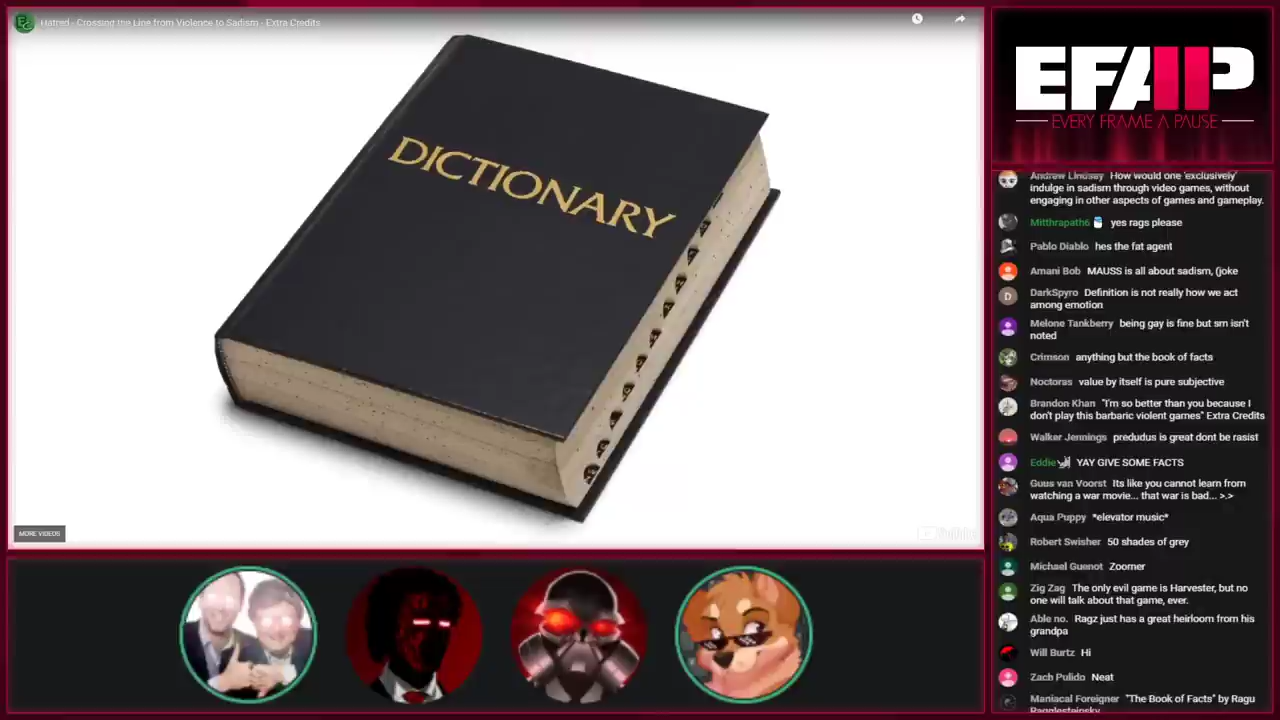 Hatred - Crossing the Line from Violence to Sadism - Extra Credits
DICTIONARY
MORE VIDEOS
YouTube
EFAP
EVERY FRAME A PAUSE
Andrew Lindsay How would one 'exclusively'
indulge in sadism through video games, without
engaging in other aspects of games and gameplay.
Mitthrapath6 yes rags please
Pablo Diablo hes the fat agent
Amani Bob MAUSS is all about sadism, (joke
DarkSpyro Definition is not really how we act
among emotion
Melone Tankberry being gay is fine but srn isn't
noted
Crimson anything but the book of facts
Noctoras value by itself is pure subjective
Brandon Khan "I'm so better than you because I
don't play this barbaric violent games" Extra Credits
Walker Jennings predudus is great dont be rasist
Eddie YAY GIVE SOME FACTS
Guus van Voorst Its like you cannot learn from
watching a war movie... that war is bad... >.>
Aqua Puppy *elevator music*
Robert Swisher 50 shades of grey
Michael Guenot Zoomer
Zig Zag The only evil game is Harvester, but no
one will talk about that game, ever.
Able no. Ragz just has a great heirloom from his
grandpa
Will Burtz Hi
Zach Pulido Neat
Maniacal Foreigner "The Book of Facts" by Ragu